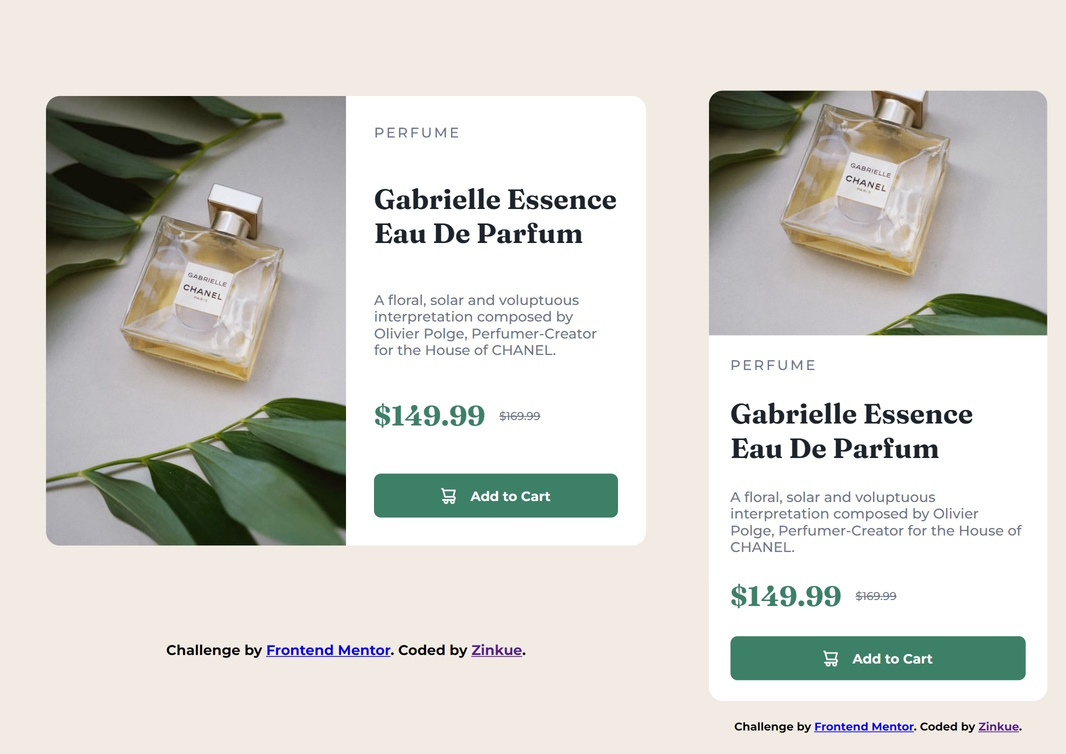 GABRIELLE
CHANEL
PARIS
PERFUME
Gabrielle Essence
Eau De Parfum
A floral, solar and voluptuous
interpretation composed by
Olivier Polge, Perfumer-Creator
for the House of CHANEL.
$149.99 $169.99
Add to Cart
Challenge by Frontend Mentor. Coded by Zinkue.
GABRIELLE
CHANEL
PARIS
PERFUME
Gabrielle Essence
Eau De Parfum
A floral, solar and voluptuous
interpretation composed by Olivier
Polge, Perfumer-Creator for the House of
CHANEL.
$149.99 $169.99
Add to Cart
Challenge by Frontend Mentor. Coded by Zinkue.